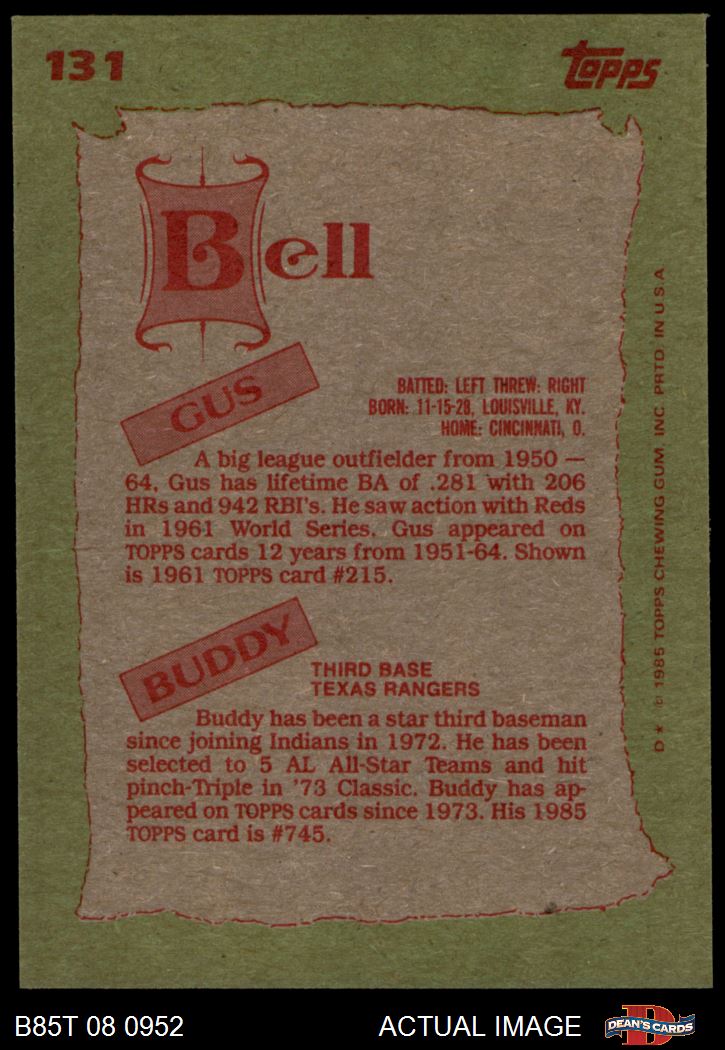 131
TOPPS
Bell
GUS
BATTED: LEFT THREW: RIGHT
BORN: 11-15-28, LOUISVILLE, KY.
HOME: CINCINNATI, O.
A big league outfielder from 1950 —
64, Gus has lifetime BA of .281 with 206
HRs and 942 RBI's. He saw action with Reds
in 1961 World Series. Gus appeared on
TOPPS cards 12 years from 1951-64. Shown
is 1961 TOPPS card #215.
BUDDY
THIRD BASE
TEXAS RANGERS
Buddy has been a star third baseman
since joining Indians in 1972. He has been
selected to 5 AL All-Star Teams and hit
pinch-Triple in '73 Classic. Buddy has ap-
peared on TOPPS cards since 1973. His 1985
TOPPS card is #745.
D* © 1985 TOPPS CHEWING GUM, INC. PRTD. IN U.S.A.
B85T 08 0952
ACTUAL IMAGE
DEAN'S CARDS